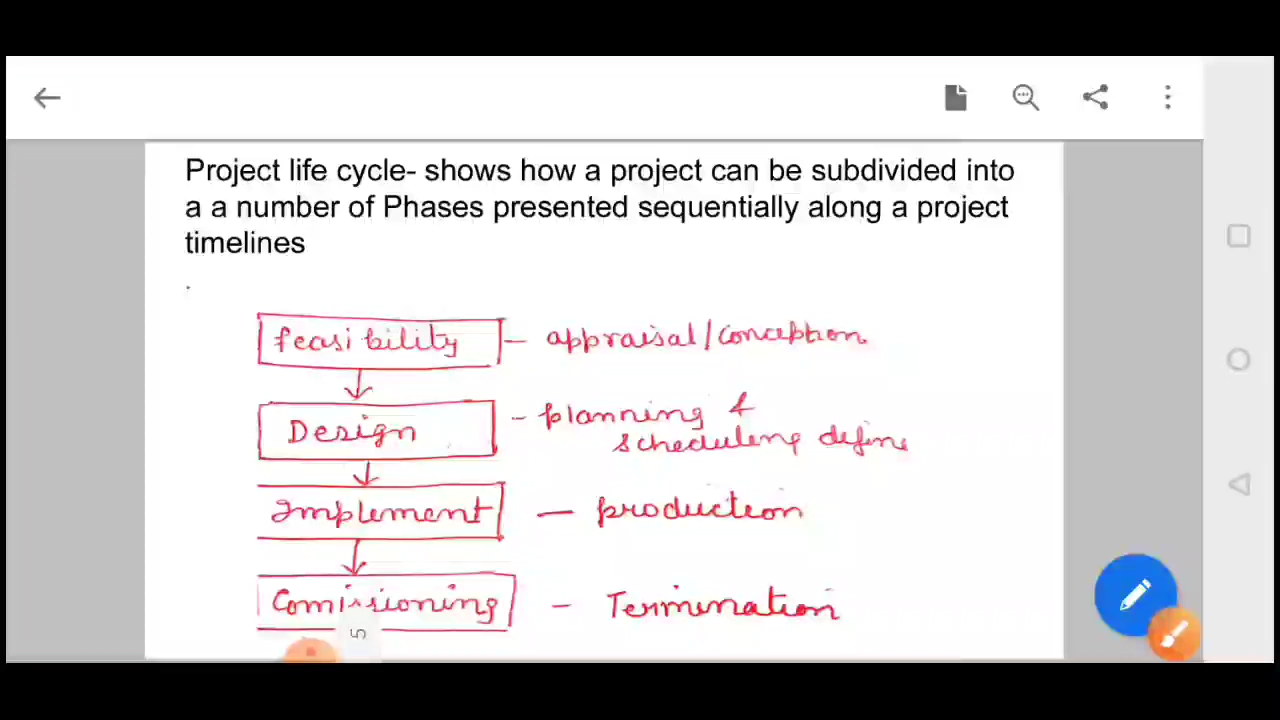 Project life cycle- shows how a project can be subdivided into
a a number of Phases presented sequentially along a project
timelines
.
feasibility - appraisal/conception
Design - planning &
scheduling define
Implement - production
Comissioning - Termination
5